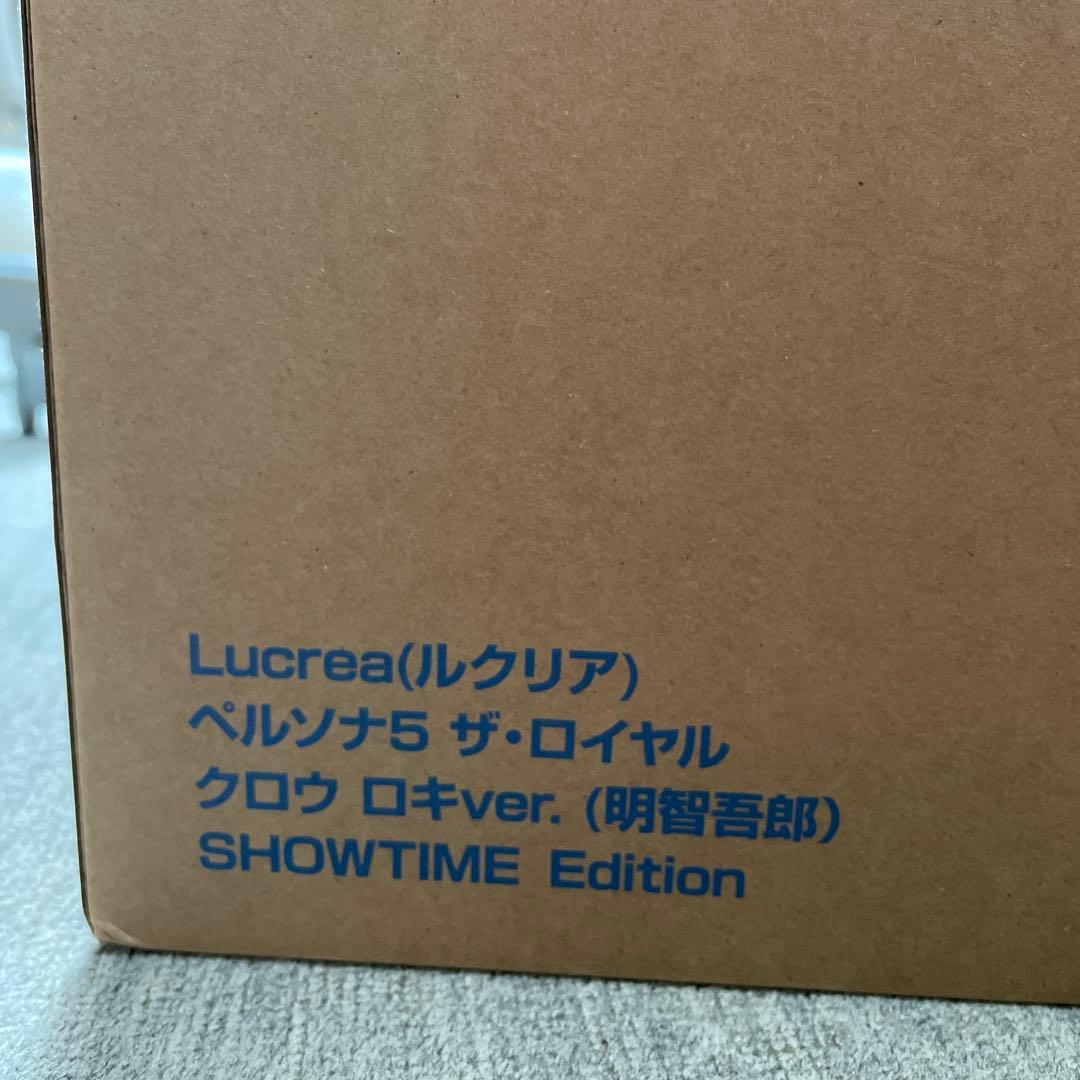 Lucrea(ルクリア)
ペルソナ5 ザ・ロイヤル
クロウ ロキver. (明智吾郎)
SHOWTIME Edition